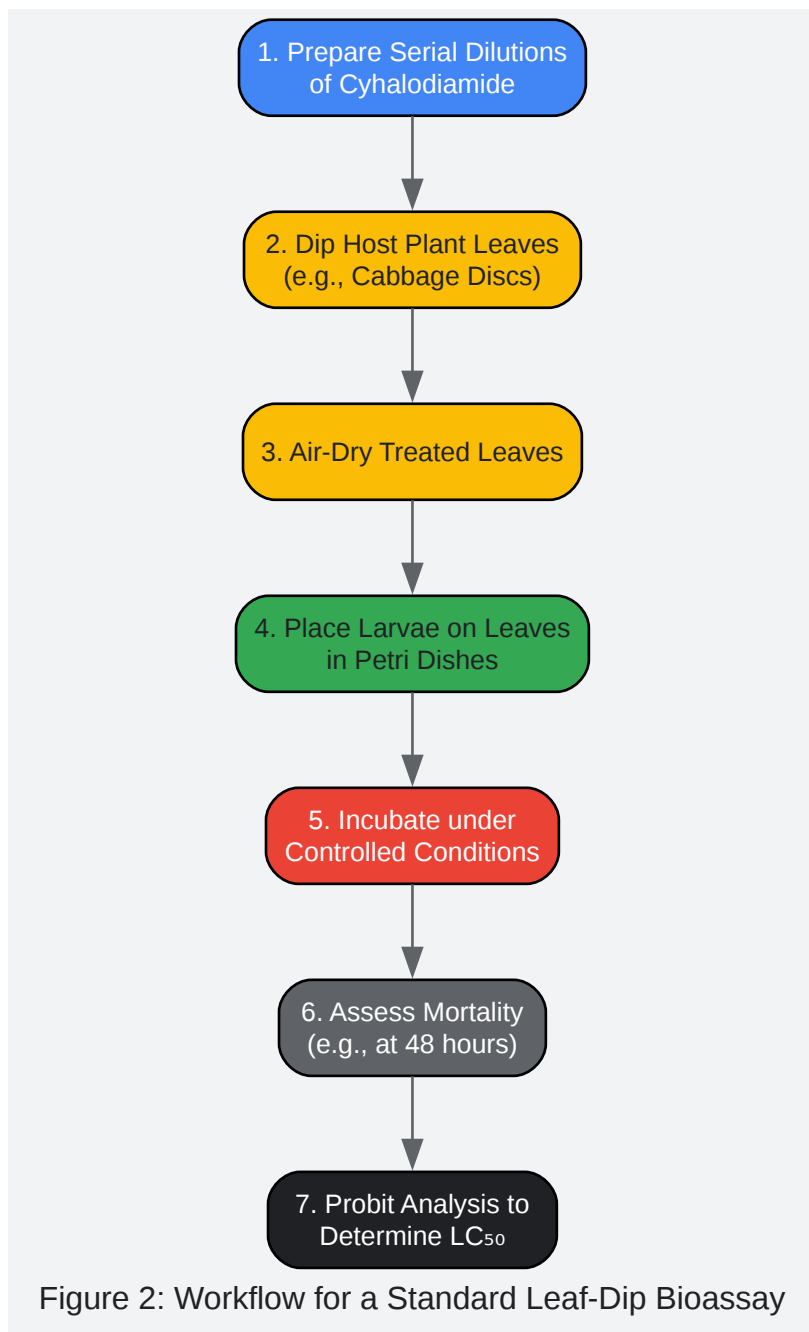 1. Prepare Serial Dilutions
of Cyhalodiamide
2. Dip Host Plant Leaves
(e.g., Cabbage Discs)
3. Air-Dry Treated Leaves
4. Place Larvae on Leaves
in Petri Dishes
5. Incubate under
Controlled Conditions
6. Assess Mortality
(e.g., at 48 hours)
7. Probit Analysis to
Determine LC₅₀
Figure 2: Workflow for a Standard Leaf-Dip Bioassay